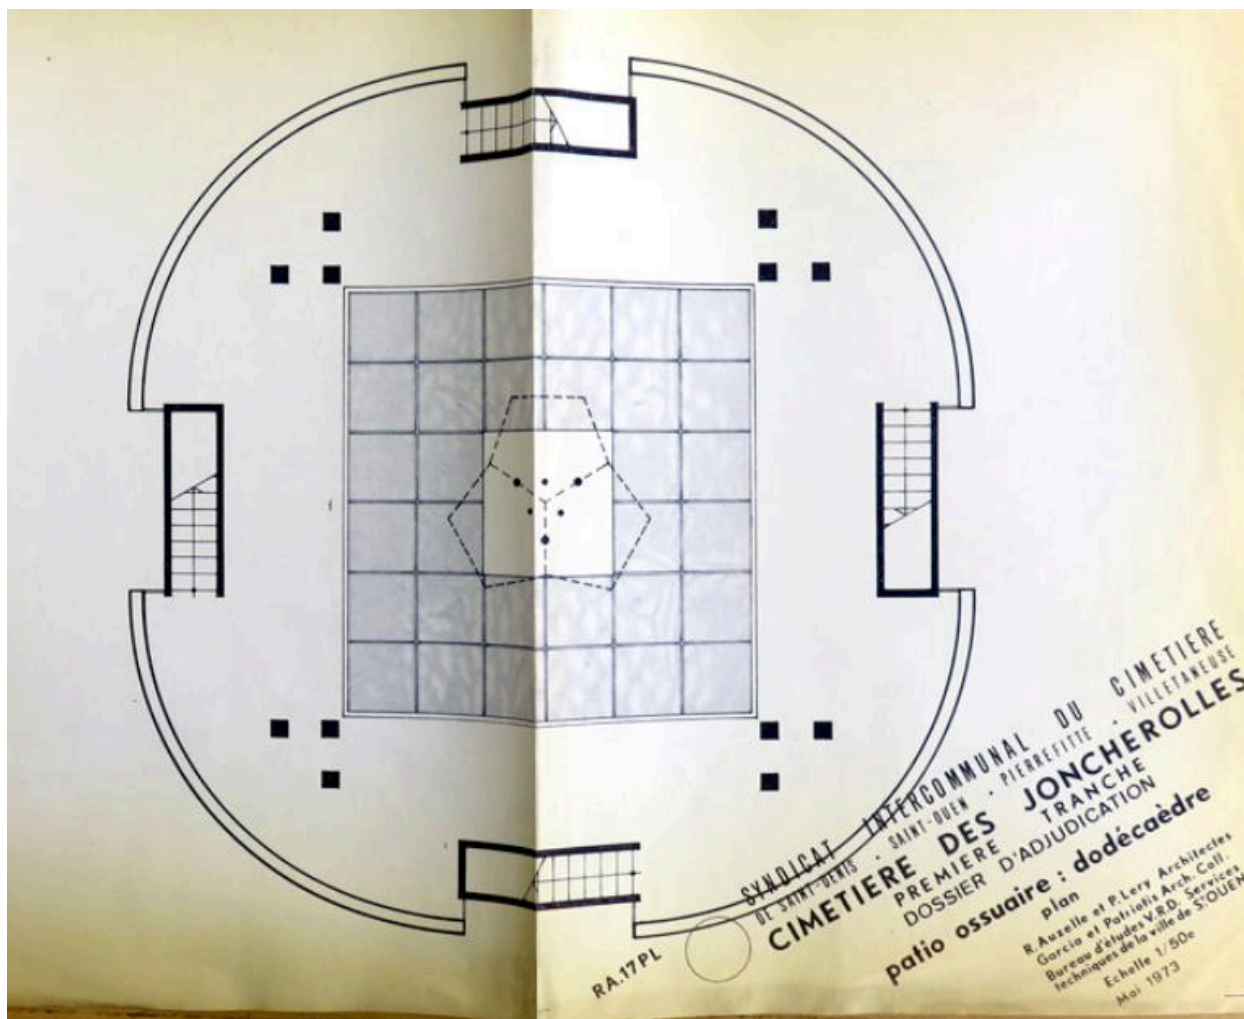 SYNDICAT INTERCOMMUNAL DU CIMETIERE
DE SAINT-DENIS . SAINT-OUEN . PIERREFITTE . VILLETANEUSE
CIMETIERE DES JONCHEROLLES
PREMIERE TRANCHE
DOSSIER D'ADJUDICATION
patio ossuaire : dodécaèdre
plan
R. Auzelle et P. Lery Architectes
Garcia et Patriotis Arch. Coll.
Bureau d'études V.R.D. Services
techniques de la ville de St OUEN
Echelle 1/50e
Mai 1973
RA.17 PL